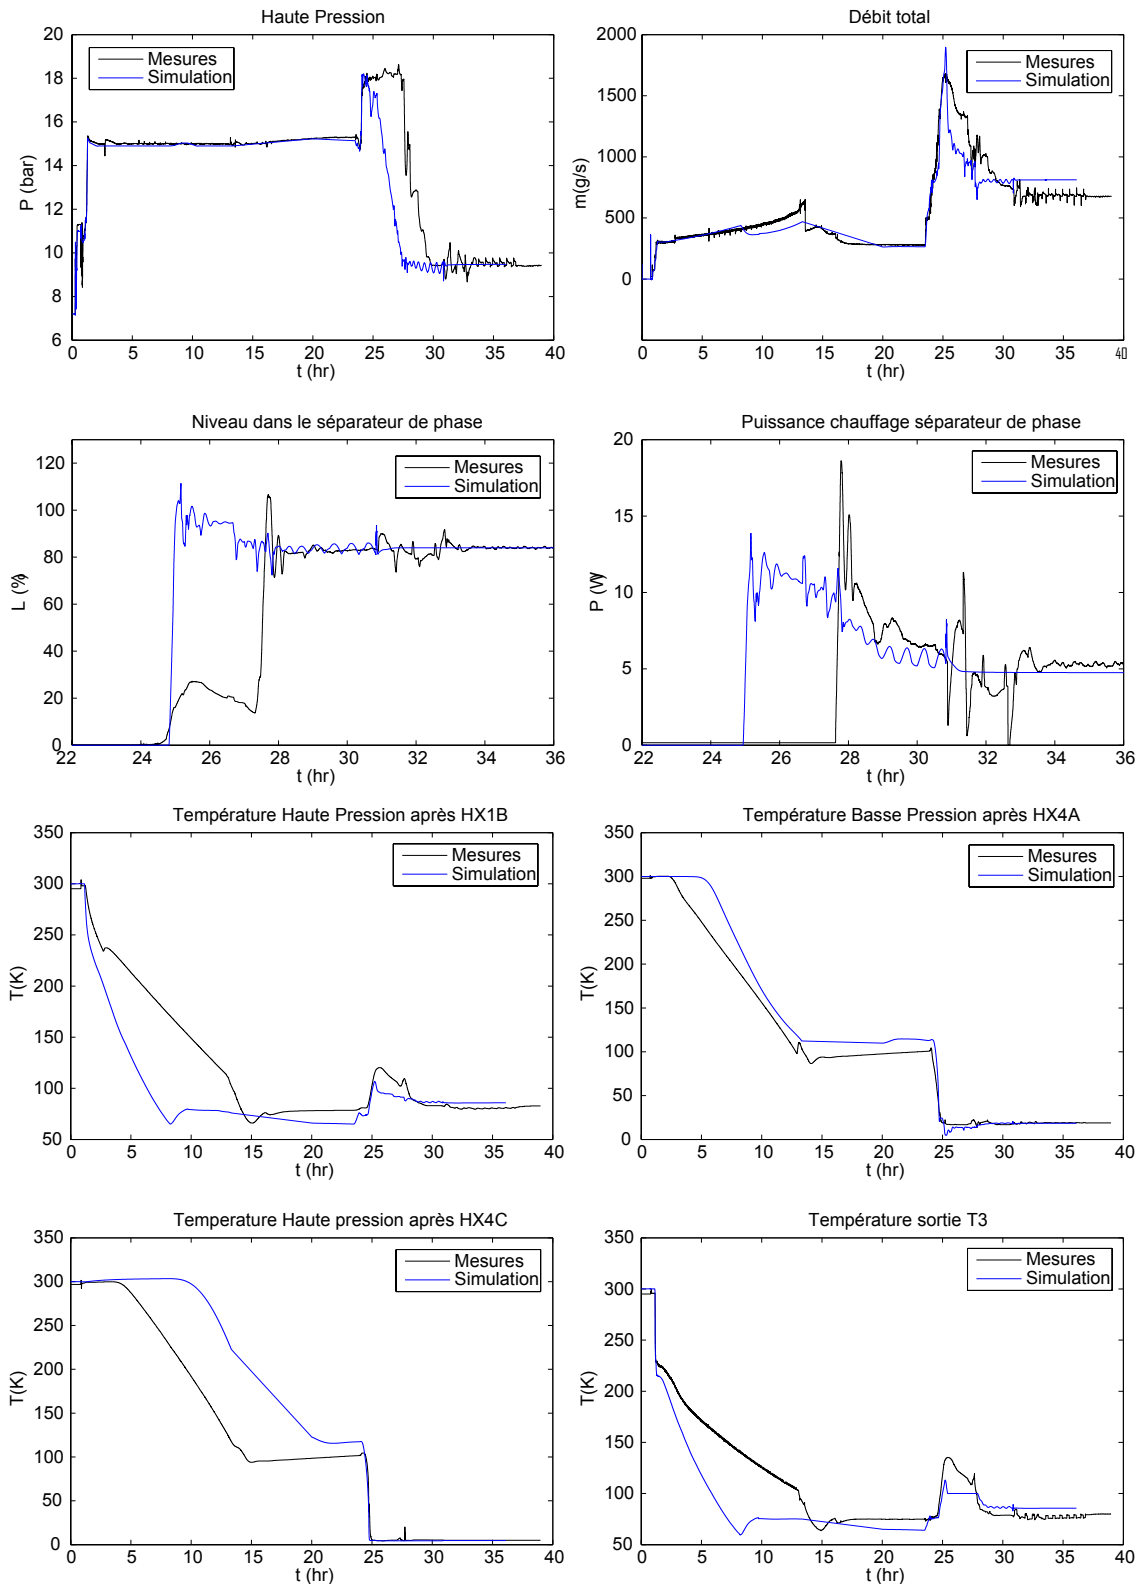 Haute Pression
Mesures
Simulation
20
18
16
14
12
10
8
6
P (bar)
0 5 10 15 20 25 30 35 40
t (hr)
Débit total
Mesures
Simulation
2000
1500
1000
500
0
m(g/s)
0 5 10 15 20 25 30 35 40
t (hr)
Niveau dans le séparateur de phase
Mesures
Simulation
120
100
80
60
40
20
0
L (%)
22 24 26 28 30 32 34 36
t (hr)
Puissance chauffage séparateur de phase
Mesures
Simulation
20
15
10
5
0
P (W)
22 24 26 28 30 32 34 36
t (hr)
Température Haute Pression après HX1B
Mesures
Simulation
350
300
250
200
150
100
50
T(K)
0 5 10 15 20 25 30 35 40
t (hr)
Température Basse Pression après HX4A
Mesures
Simulation
350
300
250
200
150
100
50
0
T(K)
0 5 10 15 20 25 30 35 40
t (hr)
Temperature Haute pression après HX4C
Mesures
Simulation
350
300
250
200
150
100
50
0
T(K)
0 5 10 15 20 25 30 35 40
t (hr)
Température sortie T3
Mesures
Simulation
350
300
250
200
150
100
50
T(K)
0 5 10 15 20 25 30 35 40
t (hr)